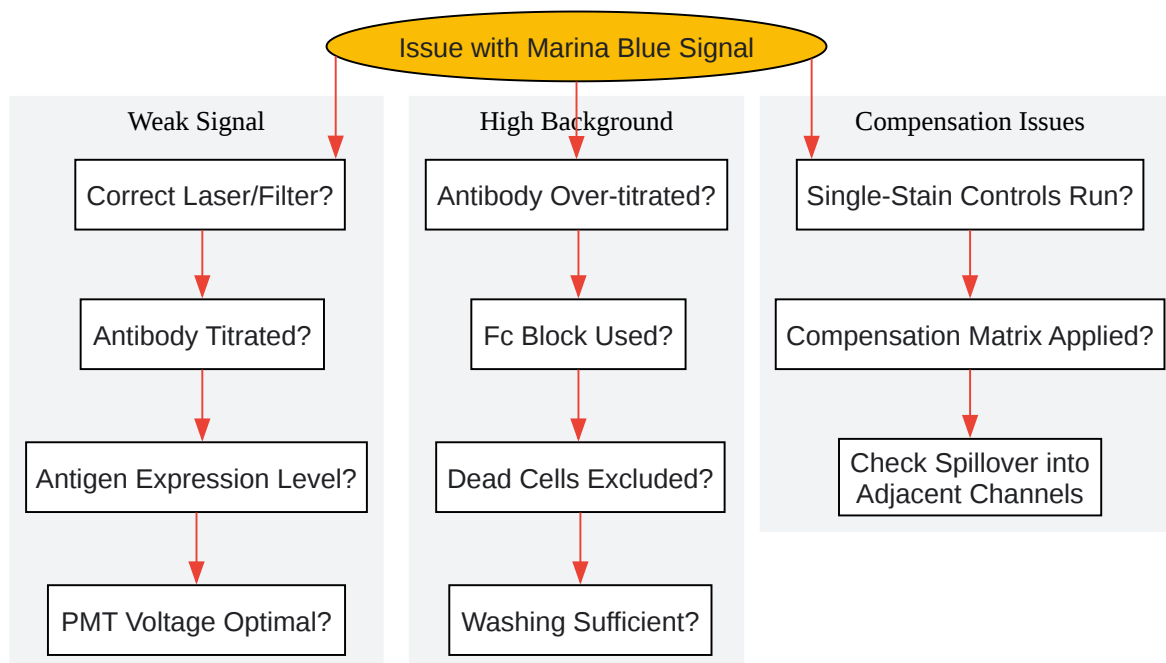 Issue with Marina Blue Signal
Weak Signal
Correct Laser/Filter?
Antibody Titrated?
Antigen Expression Level?
PMT Voltage Optimal?
High Background
Antibody Over-titrated?
Fc Block Used?
Dead Cells Excluded?
Washing Sufficient?
Compensation Issues
Single-Stain Controls Run?
Compensation Matrix Applied?
Check Spillover into
Adjacent Channels